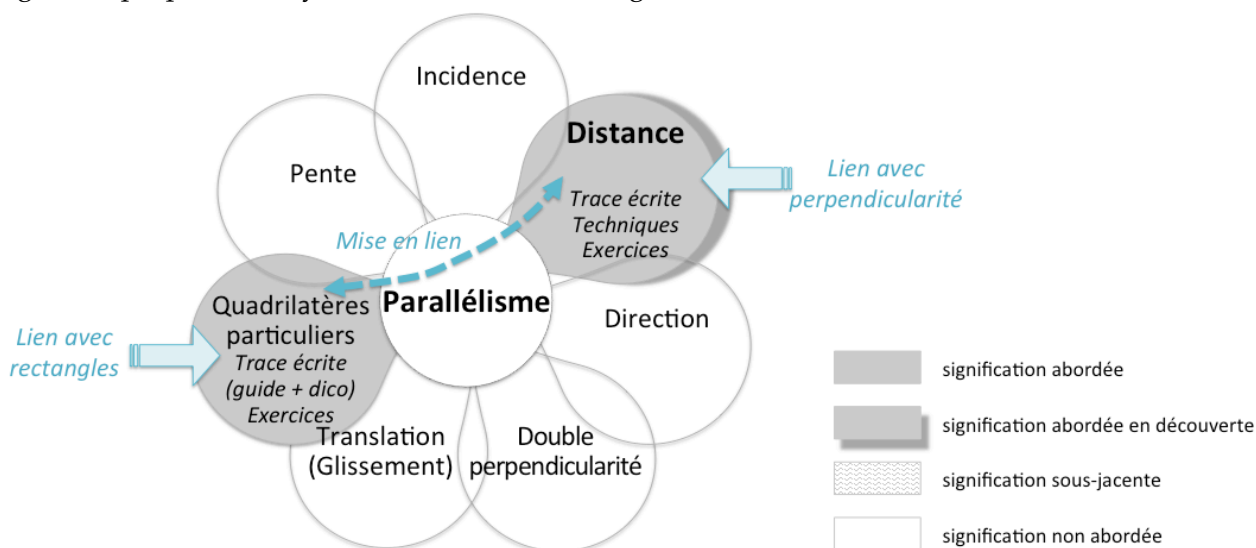 Incidence
Distance
Trace écrite
Techniques
Exercices
Lien avec
perpendicularité
Pente
Mise en lien
Parallélisme
Direction
Quadrilatères
particuliers
Trace écrite
(guide + dico)
Exercices
Lien avec
rectangles
Translation
(Glissement)
Double
perpendicularité
signification abordée
signification abordée en découverte
signification sous-jacente
signification non abordée